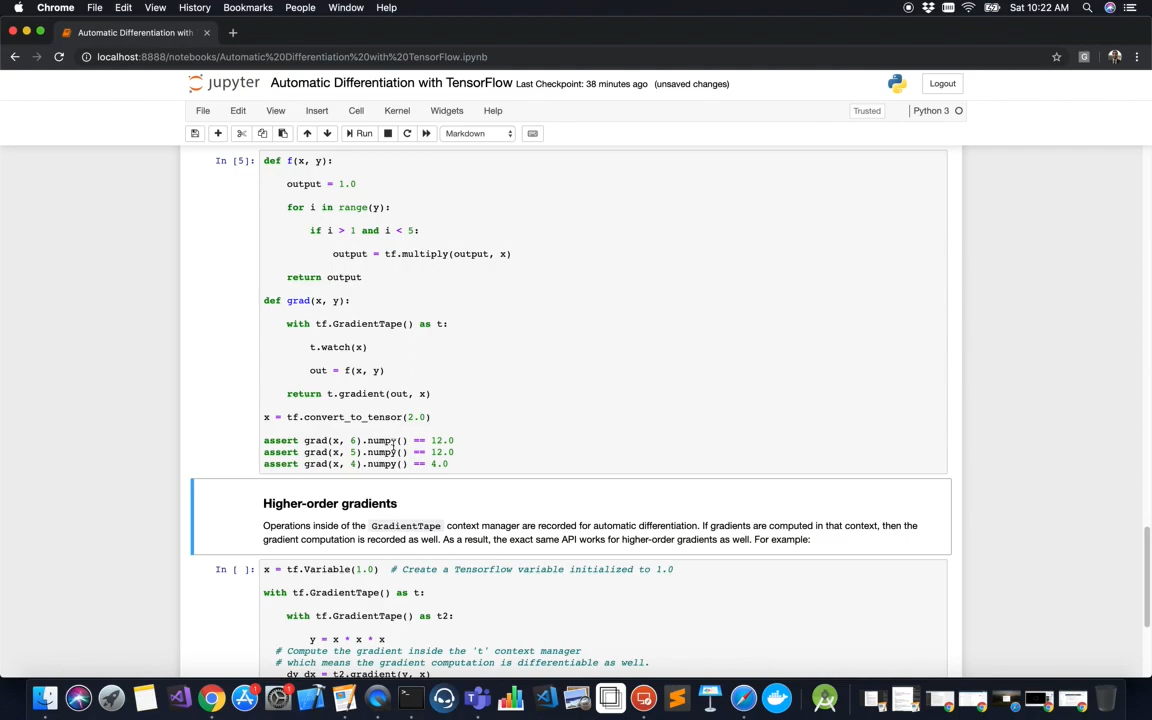 Chrome File Edit View History Bookmarks People Window Help Sat 10:22 AM
Automatic Differentiation with
localhost:8888/notebooks/Automatic%20Differentiation%20with%20TensorFlow.ipynb
jupyter Automatic Differentiation with TensorFlow Last Checkpoint: 38 minutes ago (unsaved changes) Logout
File Edit View Insert Cell Kernel Widgets Help Trusted Python 3
Run Markdown
In [5]: def f(x, y):
output = 1.0
for i in range(y):
if i > 1 and i < 5:
output = tf.multiply(output, x)
return output
def grad(x, y):
with tf.GradientTape() as t:
t.watch(x)
out = f(x, y)
return t.gradient(out, x)
x = tf.convert_to_tensor(2.0)
assert grad(x, 6).numpy() == 12.0
assert grad(x, 5).numpy() == 12.0
assert grad(x, 4).numpy() == 4.0
Higher-order gradients
Operations inside of the GradientTape context manager are recorded for automatic differentiation. If gradients are computed in that context, then the
gradient computation is recorded as well. As a result, the exact same API works for higher-order gradients as well. For example:
In [ ]: x = tf.Variable(1.0) # Create a Tensorflow variable initialized to 1.0
with tf.GradientTape() as t:
with tf.GradientTape() as t2:
y = x * x * x
# Compute the gradient inside the 't' context manager
# which means the gradient computation is differentiable as well.
dy_dx = t2.gradient(y, x)